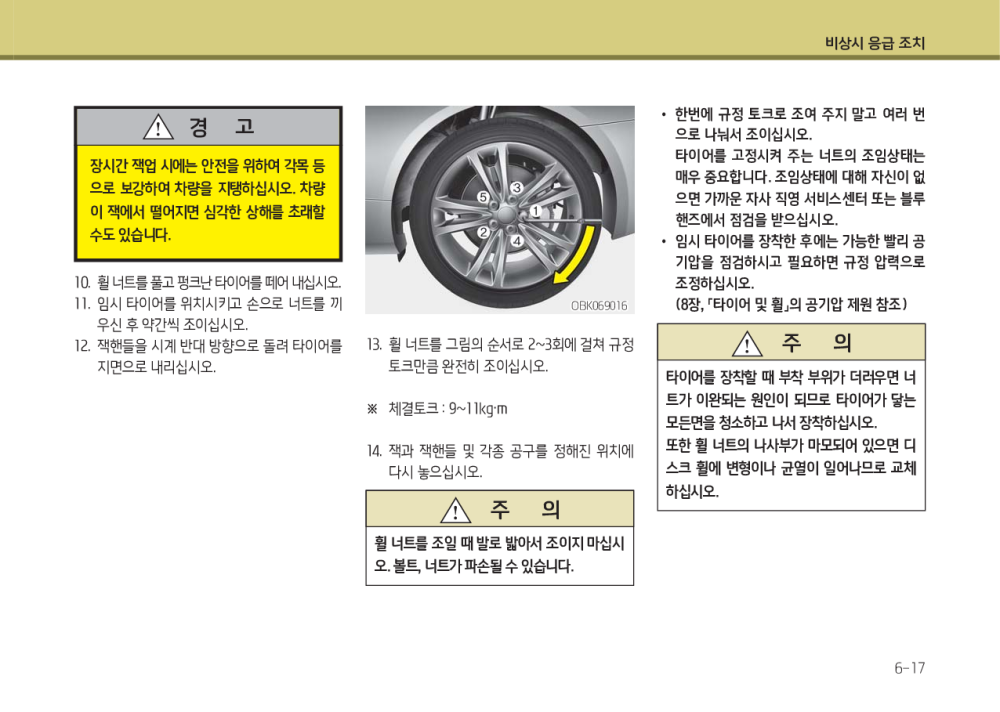 비상시 응급 조치
경 고
장시간 잭업 시에는 안전을 위하여 각목 등
으로 보강하여 차량을 지탱하십시오. 차량
이 잭에서 떨어지면 심각한 상해를 초래할
수도 있습니다.
10. 휠 너트를 풀고 펑크난 타이어를 떼어 내십시오.
11. 임시 타이어를 위치시키고 손으로 너트를 끼
우신 후 약간씩 조이십시오.
12. 잭핸들을 시계 반대 방향으로 돌려 타이어를
지면으로 내리십시오.
5
3
1
2
4
OBK069016
13. 휠 너트를 그림의 순서로 2~3회에 걸쳐 규정
토크만큼 완전히 조이십시오.
※ 체결토크 : 9~11kg·m
14. 잭과 잭핸들 및 각종 공구를 정해진 위치에
다시 놓으십시오.
주 의
휠 너트를 조일 때 발로 밟아서 조이지 마십시
오. 볼트, 너트가 파손될 수 있습니다.
• 한번에 규정 토크로 조여 주지 말고 여러 번
으로 나눠서 조이십시오.
타이어를 고정시켜 주는 너트의 조임상태는
매우 중요합니다. 조임상태에 대해 자신이 없
으면 가까운 자사 직영 서비스센터 또는 블루
핸즈에서 점검을 받으십시오.
• 임시 타이어를 장착한 후에는 가능한 빨리 공
기압을 점검하시고 필요하면 규정 압력으로
조정하십시오.
(8장, 「타이어 및 휠」의 공기압 제원 참조)
주 의
타이어를 장착할 때 부착 부위가 더러우면 너
트가 이완되는 원인이 되므로 타이어가 닿는
모든면을 청소하고 나서 장착하십시오.
또한 휠 너트의 나사부가 마모되어 있으면 디
스크 휠에 변형이나 균열이 일어나므로 교체
하십시오.
6-17